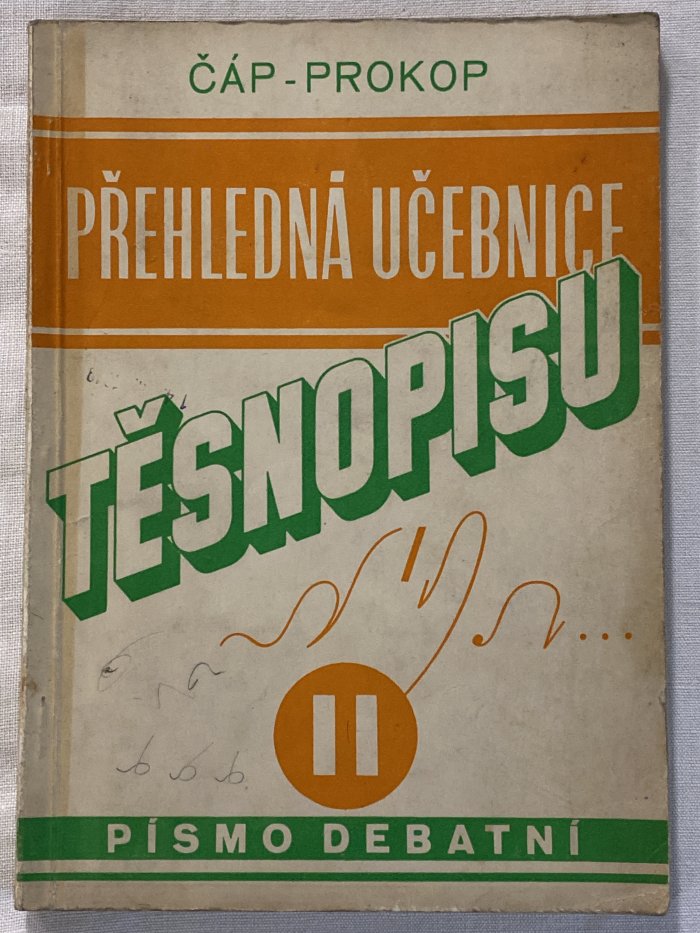 ČÁP - PROKOP
PŘEHLEDNÁ UČEBNICE
TĚSNOPISU
II
PÍSMO DEBATNÍ